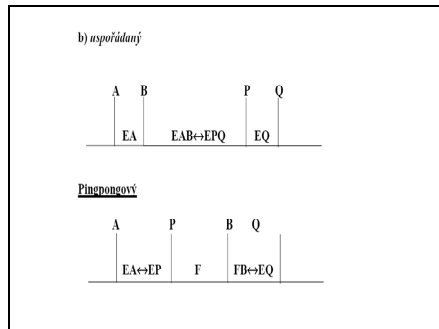 b) uspořádaný
A B P Q
EA EAB↔EPQ EQ
Pingpongový
A P B Q
EA↔EP F FB↔EQ